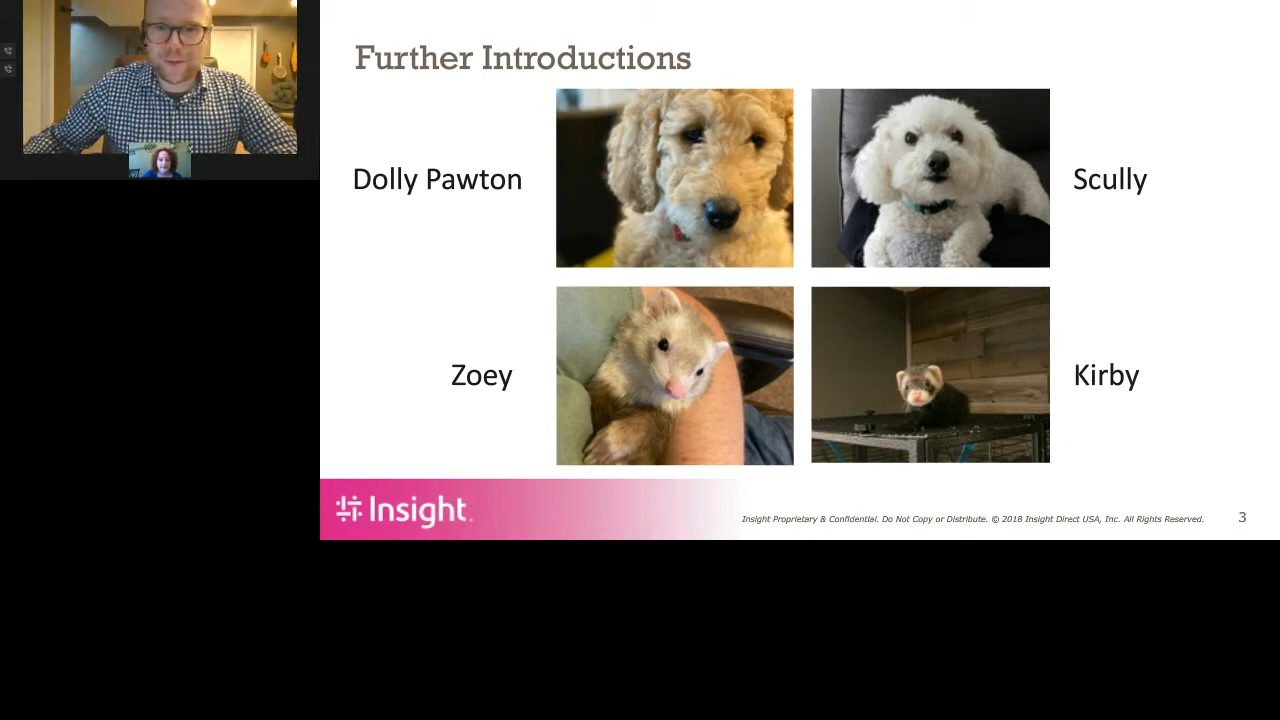 Further Introductions
Dolly Pawton
Scully
Zoey
Kirby
Insight.
Insight Proprietary & Confidential. Do Not Copy or Distribute. © 2018 Insight Direct USA, Inc. All Rights Reserved.
3